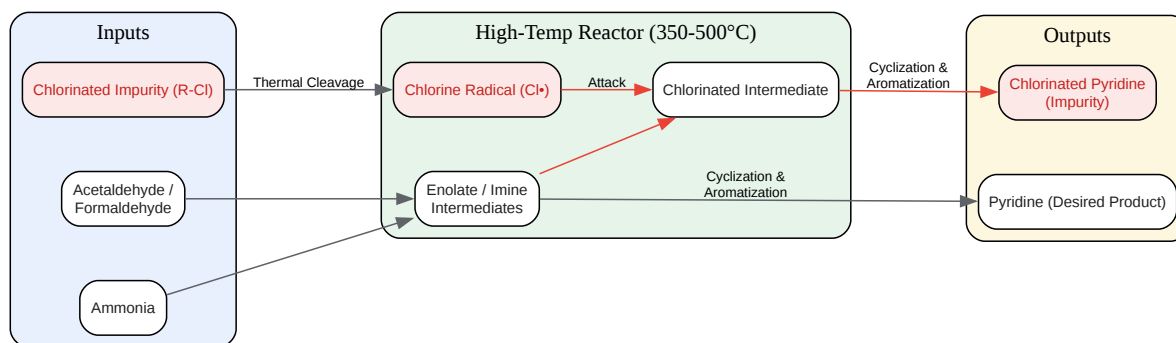 Inputs
High-Temp Reactor (350-500°C)
Outputs
Chlorinated Impurity (R-Cl)
Thermal Cleavage
Chlorine Radical (Cl•)
Attack
Chlorinated Intermediate
Cyclization &
Aromatization
Chlorinated Pyridine
(Impurity)
Acetaldehyde /
Formaldehyde
Enolate / Imine
Intermediates
Cyclization &
Aromatization
Pyridine (Desired Product)
Ammonia